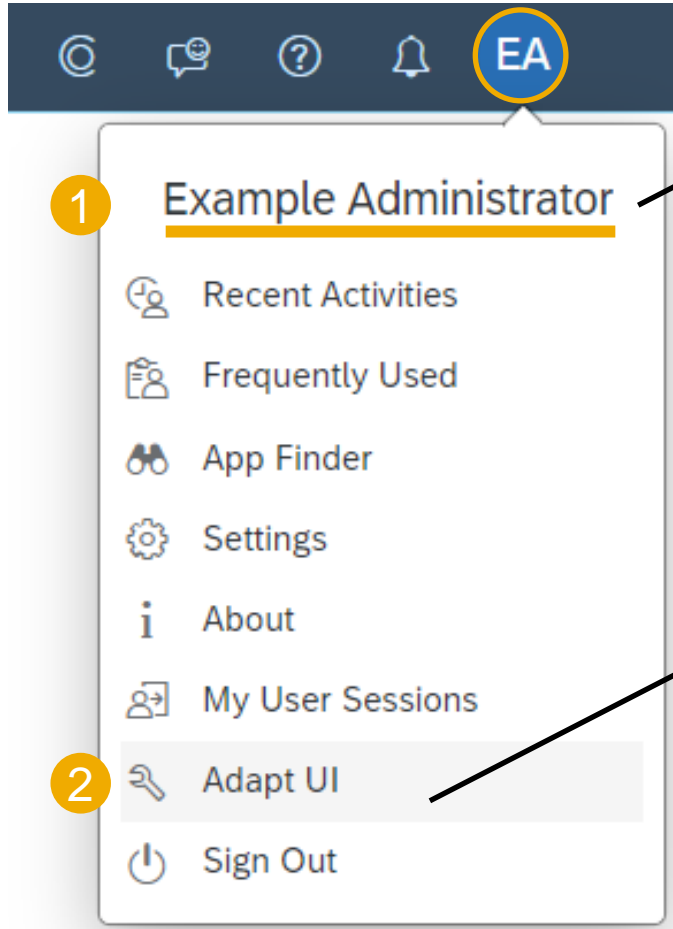 EA
1 Example Administrator
Recent Activities
Frequently Used
App Finder
Settings
About
My User Sessions
2 Adapt UI
Sign Out